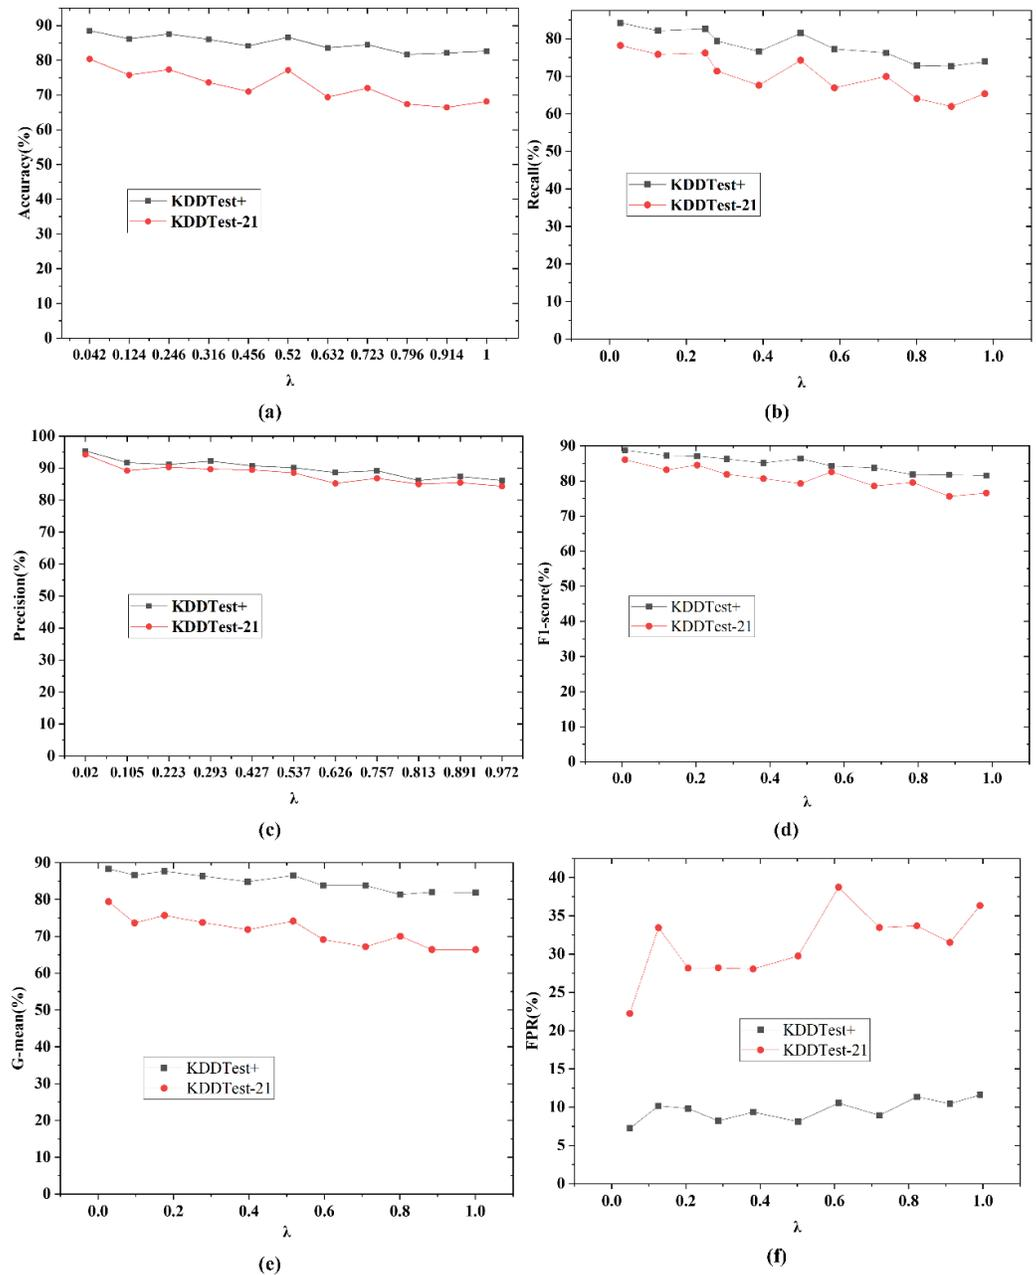 90
80
70
60
50
40
30
20
10
0
Accuracy(%)
KDDTest+
KDDTest-21
0.042 0.124 0.246 0.316 0.456 0.52 0.632 0.723 0.796 0.914 1
λ
(a)
80
70
60
50
40
30
20
10
0
Recall(%)
KDDTest+
KDDTest-21
0.0 0.2 0.4 0.6 0.8 1.0
λ
(b)
100
90
80
70
60
50
40
30
20
10
0
Precision(%)
KDDTest+
KDDTest-21
0.02 0.105 0.223 0.293 0.427 0.537 0.626 0.757 0.813 0.891 0.972
λ
(c)
90
80
70
60
50
40
30
20
10
0
F1-score(%)
KDDTest+
KDDTest-21
0.0 0.2 0.4 0.6 0.8 1.0
λ
(d)
90
80
70
60
50
40
30
20
10
0
G-mean(%)
KDDTest+
KDDTest-21
0.0 0.2 0.4 0.6 0.8 1.0
λ
(e)
40
35
30
25
20
15
10
5
0
FPR(%)
KDDTest+
KDDTest-21
0.0 0.2 0.4 0.6 0.8 1.0
λ
(f)